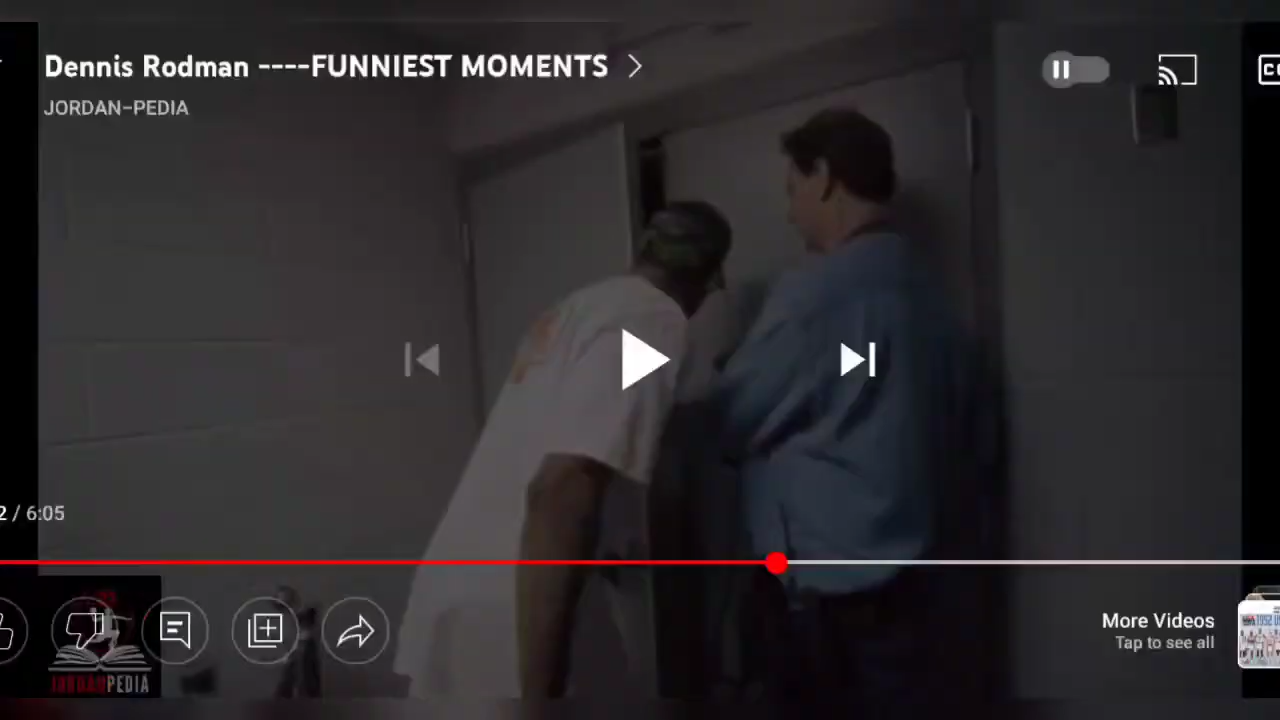 Dennis Rodman ----FUNNIEST MOMENTS
JORDAN-PEDIA
2 / 6:05
More Videos
Tap to see all
JORDANPEDIA